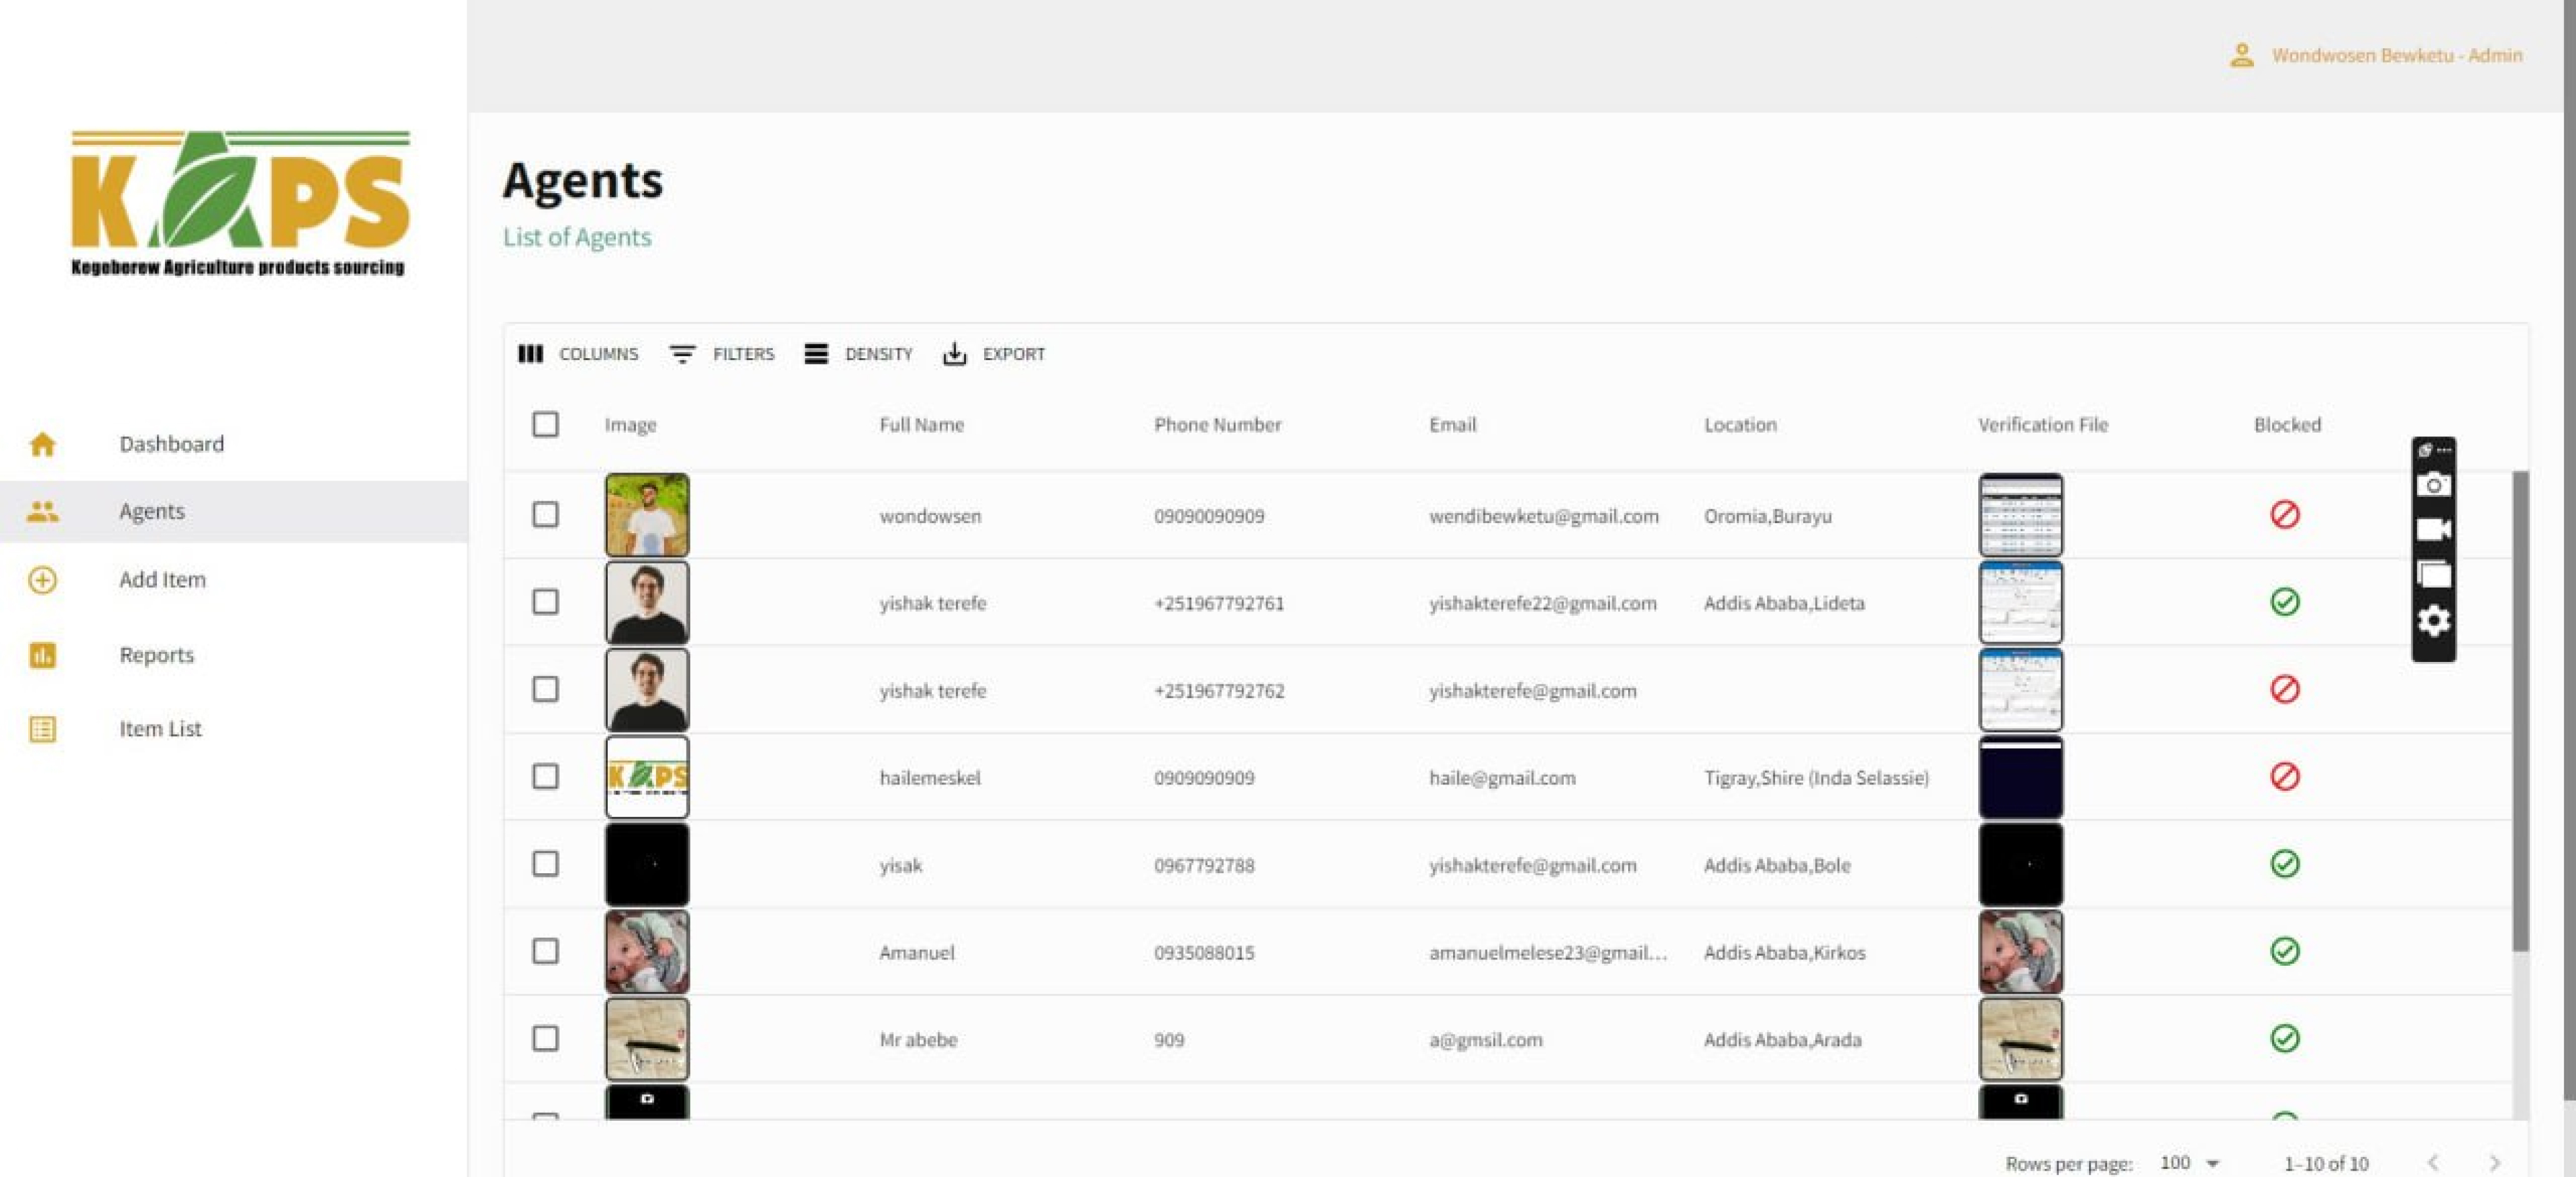 Wondwosen Bewketu - Admin
KAPS
Kegeberew Agriculture products sourcing
Dashboard
Agents
Add Item
Reports
Item List
Agents
List of Agents
COLUMNS FILTERS DENSITY EXPORT
Image Full Name Phone Number Email Location Verification File Blocked
wondowsen 09090090909 wendibewketu@gmail.com Oromia,Burayu
yishak terefe +251967792761 yishakterefe22@gmail.com Addis Ababa,Lideta
yishak terefe +251967792762 yishakterefe@gmail.com
KAPS hailemeskel 0909090909 haile@gmail.com Tigray,Shire (Inda Selassie)
yisak 0967792788 yishakterefe@gmail.com Addis Ababa,Bole
Amanuel 0935088015 amanuelmelese23@gmail... Addis Ababa,Kirkos
Mr abebe 909 a@gmsil.com Addis Ababa,Arada
Rows per page: 100 1–10 of 10